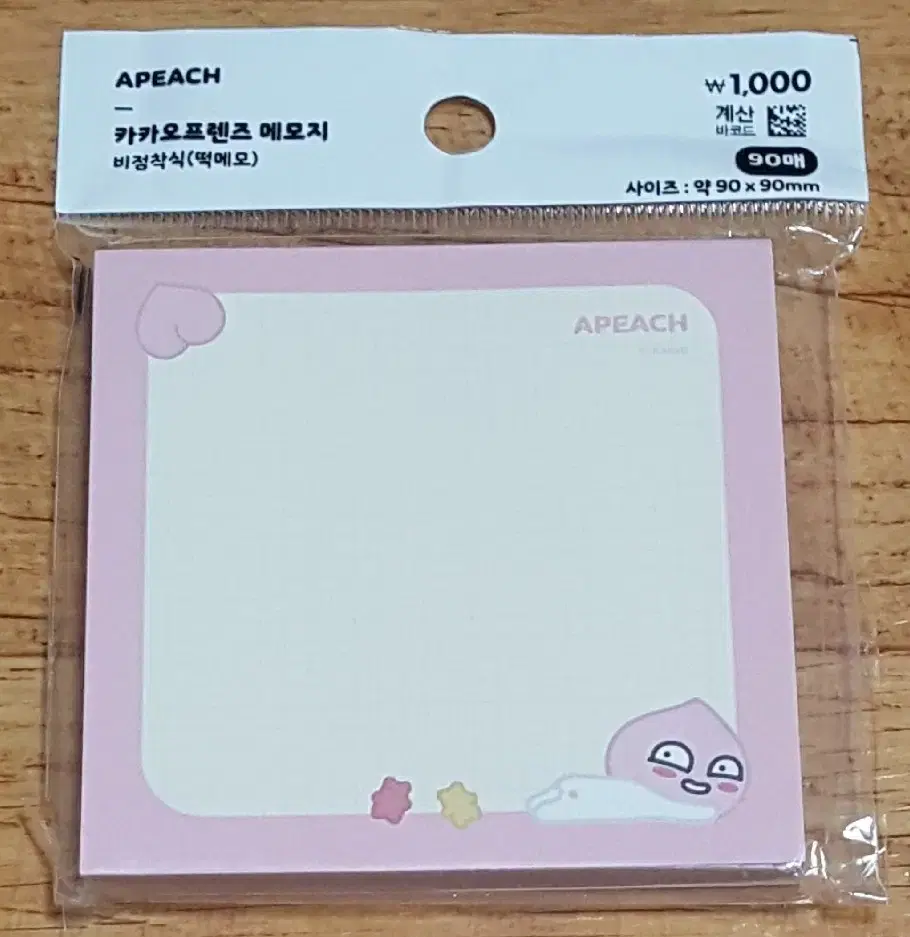 APEACH
카카오프렌즈 메모지
비정착식(떡메모)
₩1,000
계산
바코드
90매
사이즈 : 약 90 x 90mm
APEACH